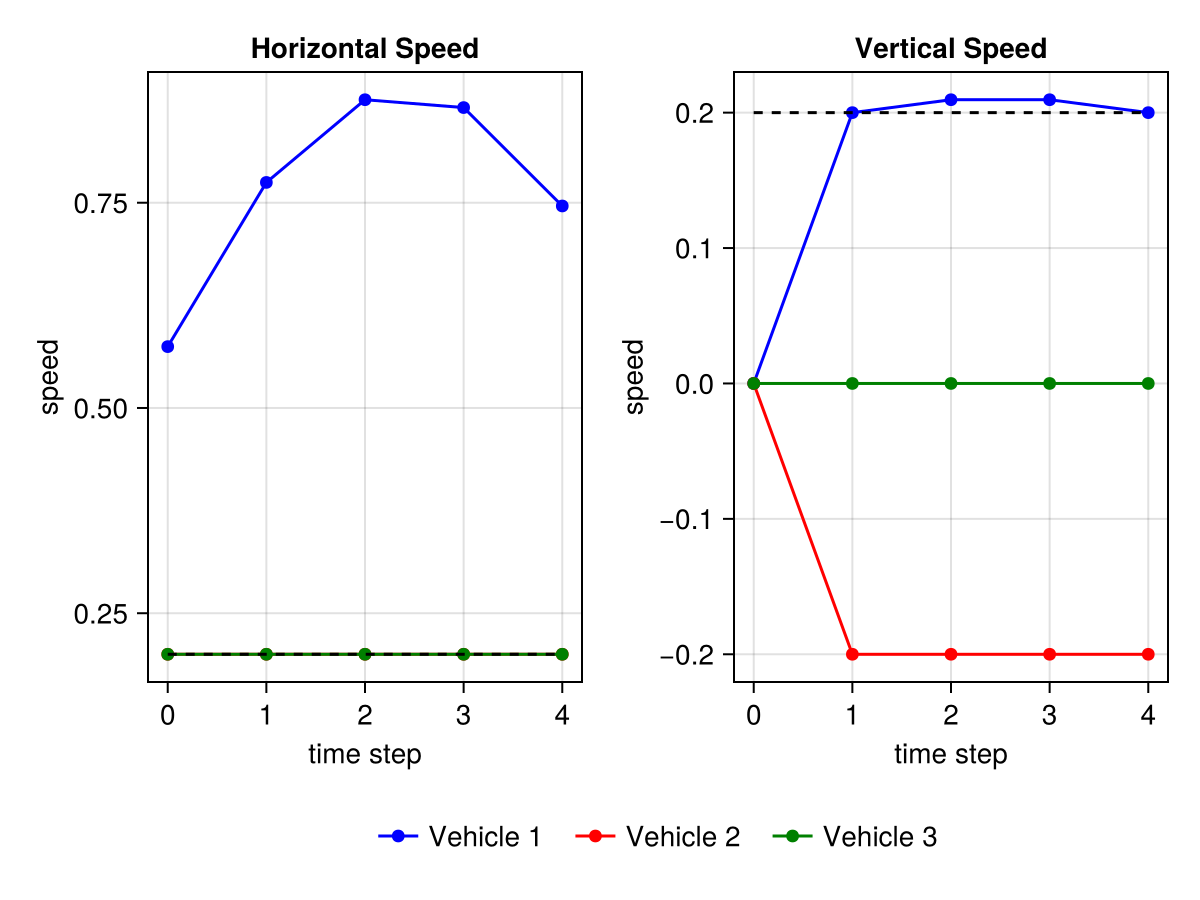 Horizontal Speed
Vertical Speed
speed
0.75
0.50
0.25
0 1 2 3 4
time step
speed
0.2
0.1
0.0
−0.1
−0.2
0 1 2 3 4
time step
Vehicle 1 Vehicle 2 Vehicle 3